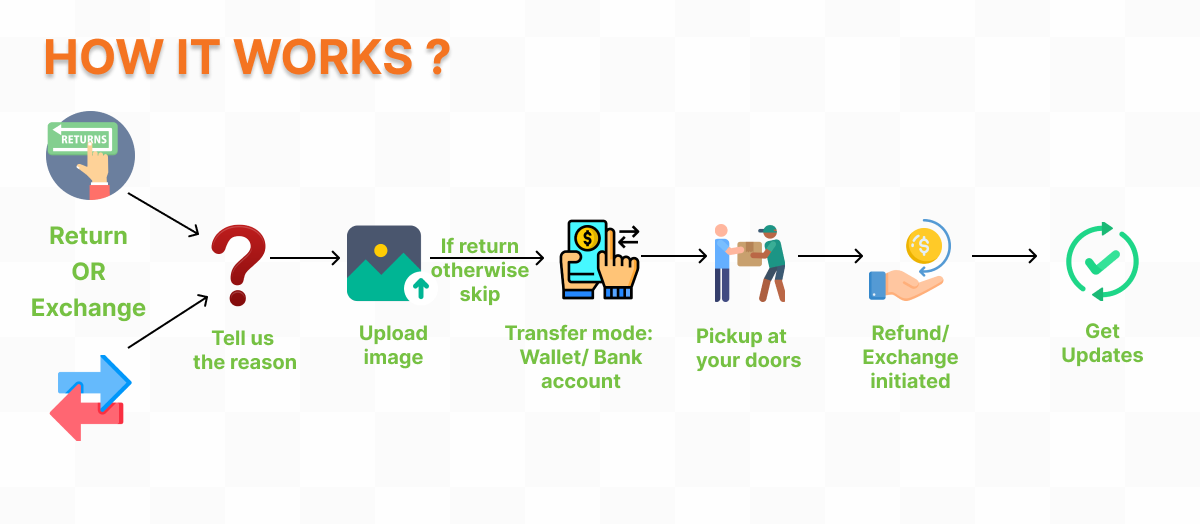 HOW IT WORKS ?
RETURNS
Return
OR
Exchange
Tell us
the reason
Upload
image
If return
otherwise
skip
Transfer mode:
Wallet/ Bank
account
Pickup at
your doors
Refund/
Exchange
initiated
Get
Updates